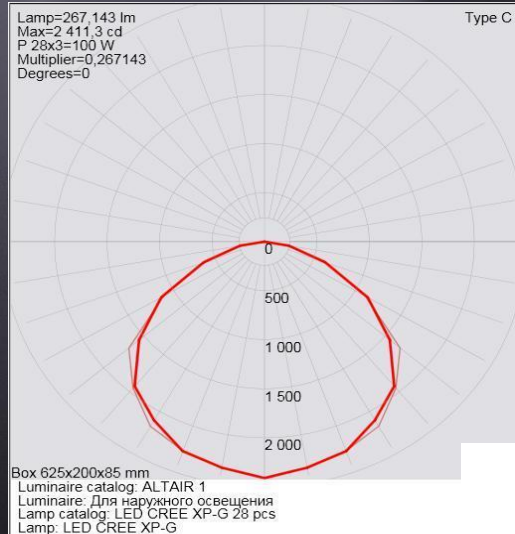 Lamp=267,143 lm
Type C
Max=2 411,3 cd
P 28x3=100 W
Multiplier=0,267143
Degrees=0
0
500
1 000
1 500
2 000
Box 625x200x85 mm
Luminaire catalog: ALTAIR 1
Luminaire: Для наружного освещения
Lamp catalog: LED CREE XP-G 28 pcs
Lamp: LED CREE XP-G